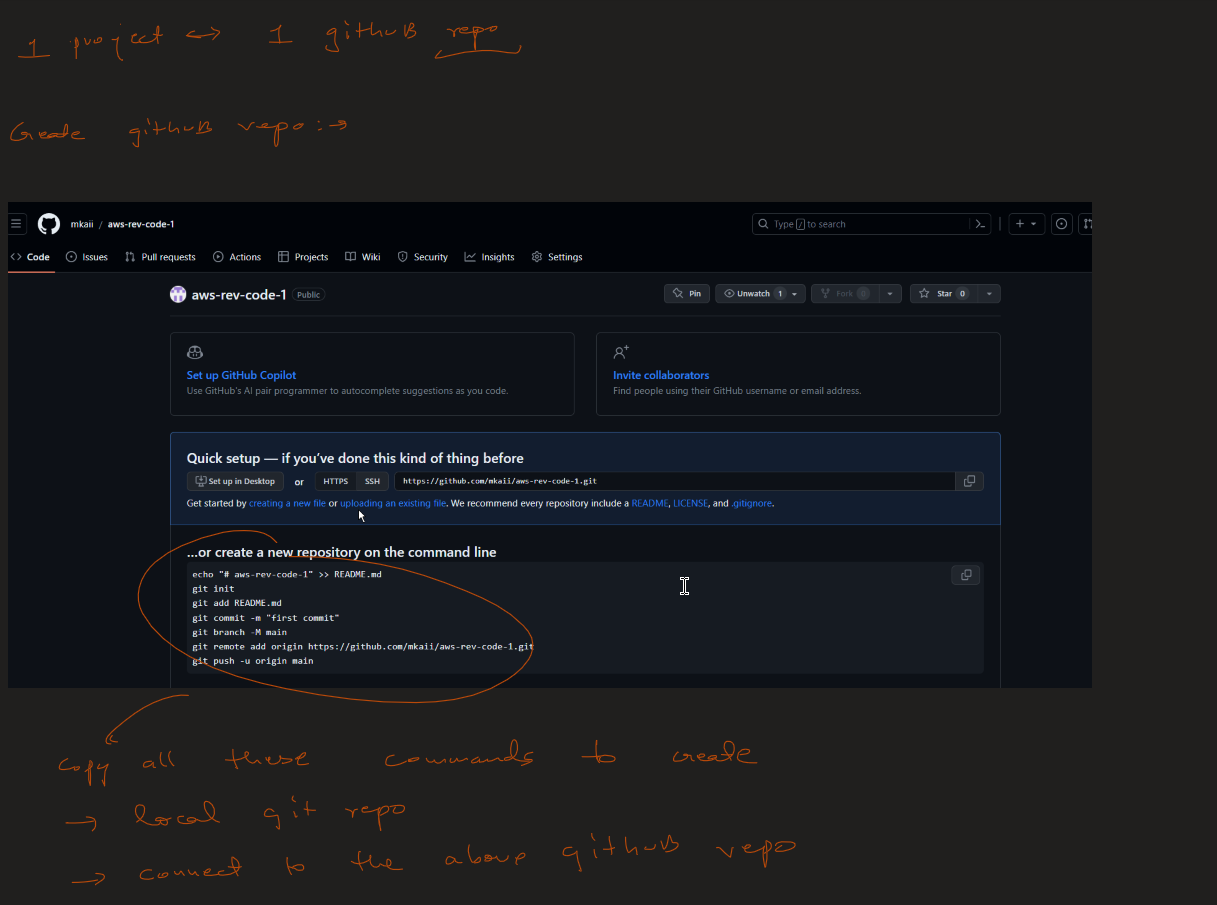 1 project ↔ 1 githuB repo
Create githuB repo:→
mkaii / aws-rev-code-1 Type / to search
Code Issues Pull requests Actions Projects Wiki Security Insights Settings
aws-rev-code-1 Public Pin Unwatch 1 Fork 0 Star 0
Set up GitHub Copilot
Use GitHub's AI pair programmer to autocomplete suggestions as you code.
Invite collaborators
Find people using their GitHub username or email address.
Quick setup — if you've done this kind of thing before
Set up in Desktop or HTTPS SSH https://github.com/mkaii/aws-rev-code-1.git
Get started by creating a new file or uploading an existing file. We recommend every repository include a README, LICENSE, and .gitignore.
...or create a new repository on the command line
echo "# aws-rev-code-1" >> README.md
git init
git add README.md
git commit -m "first commit"
git branch -M main
git remote add origin https://github.com/mkaii/aws-rev-code-1.git
git push -u origin main
copy all these commands to create
→ local git repo
→ connect to the above githuB repo